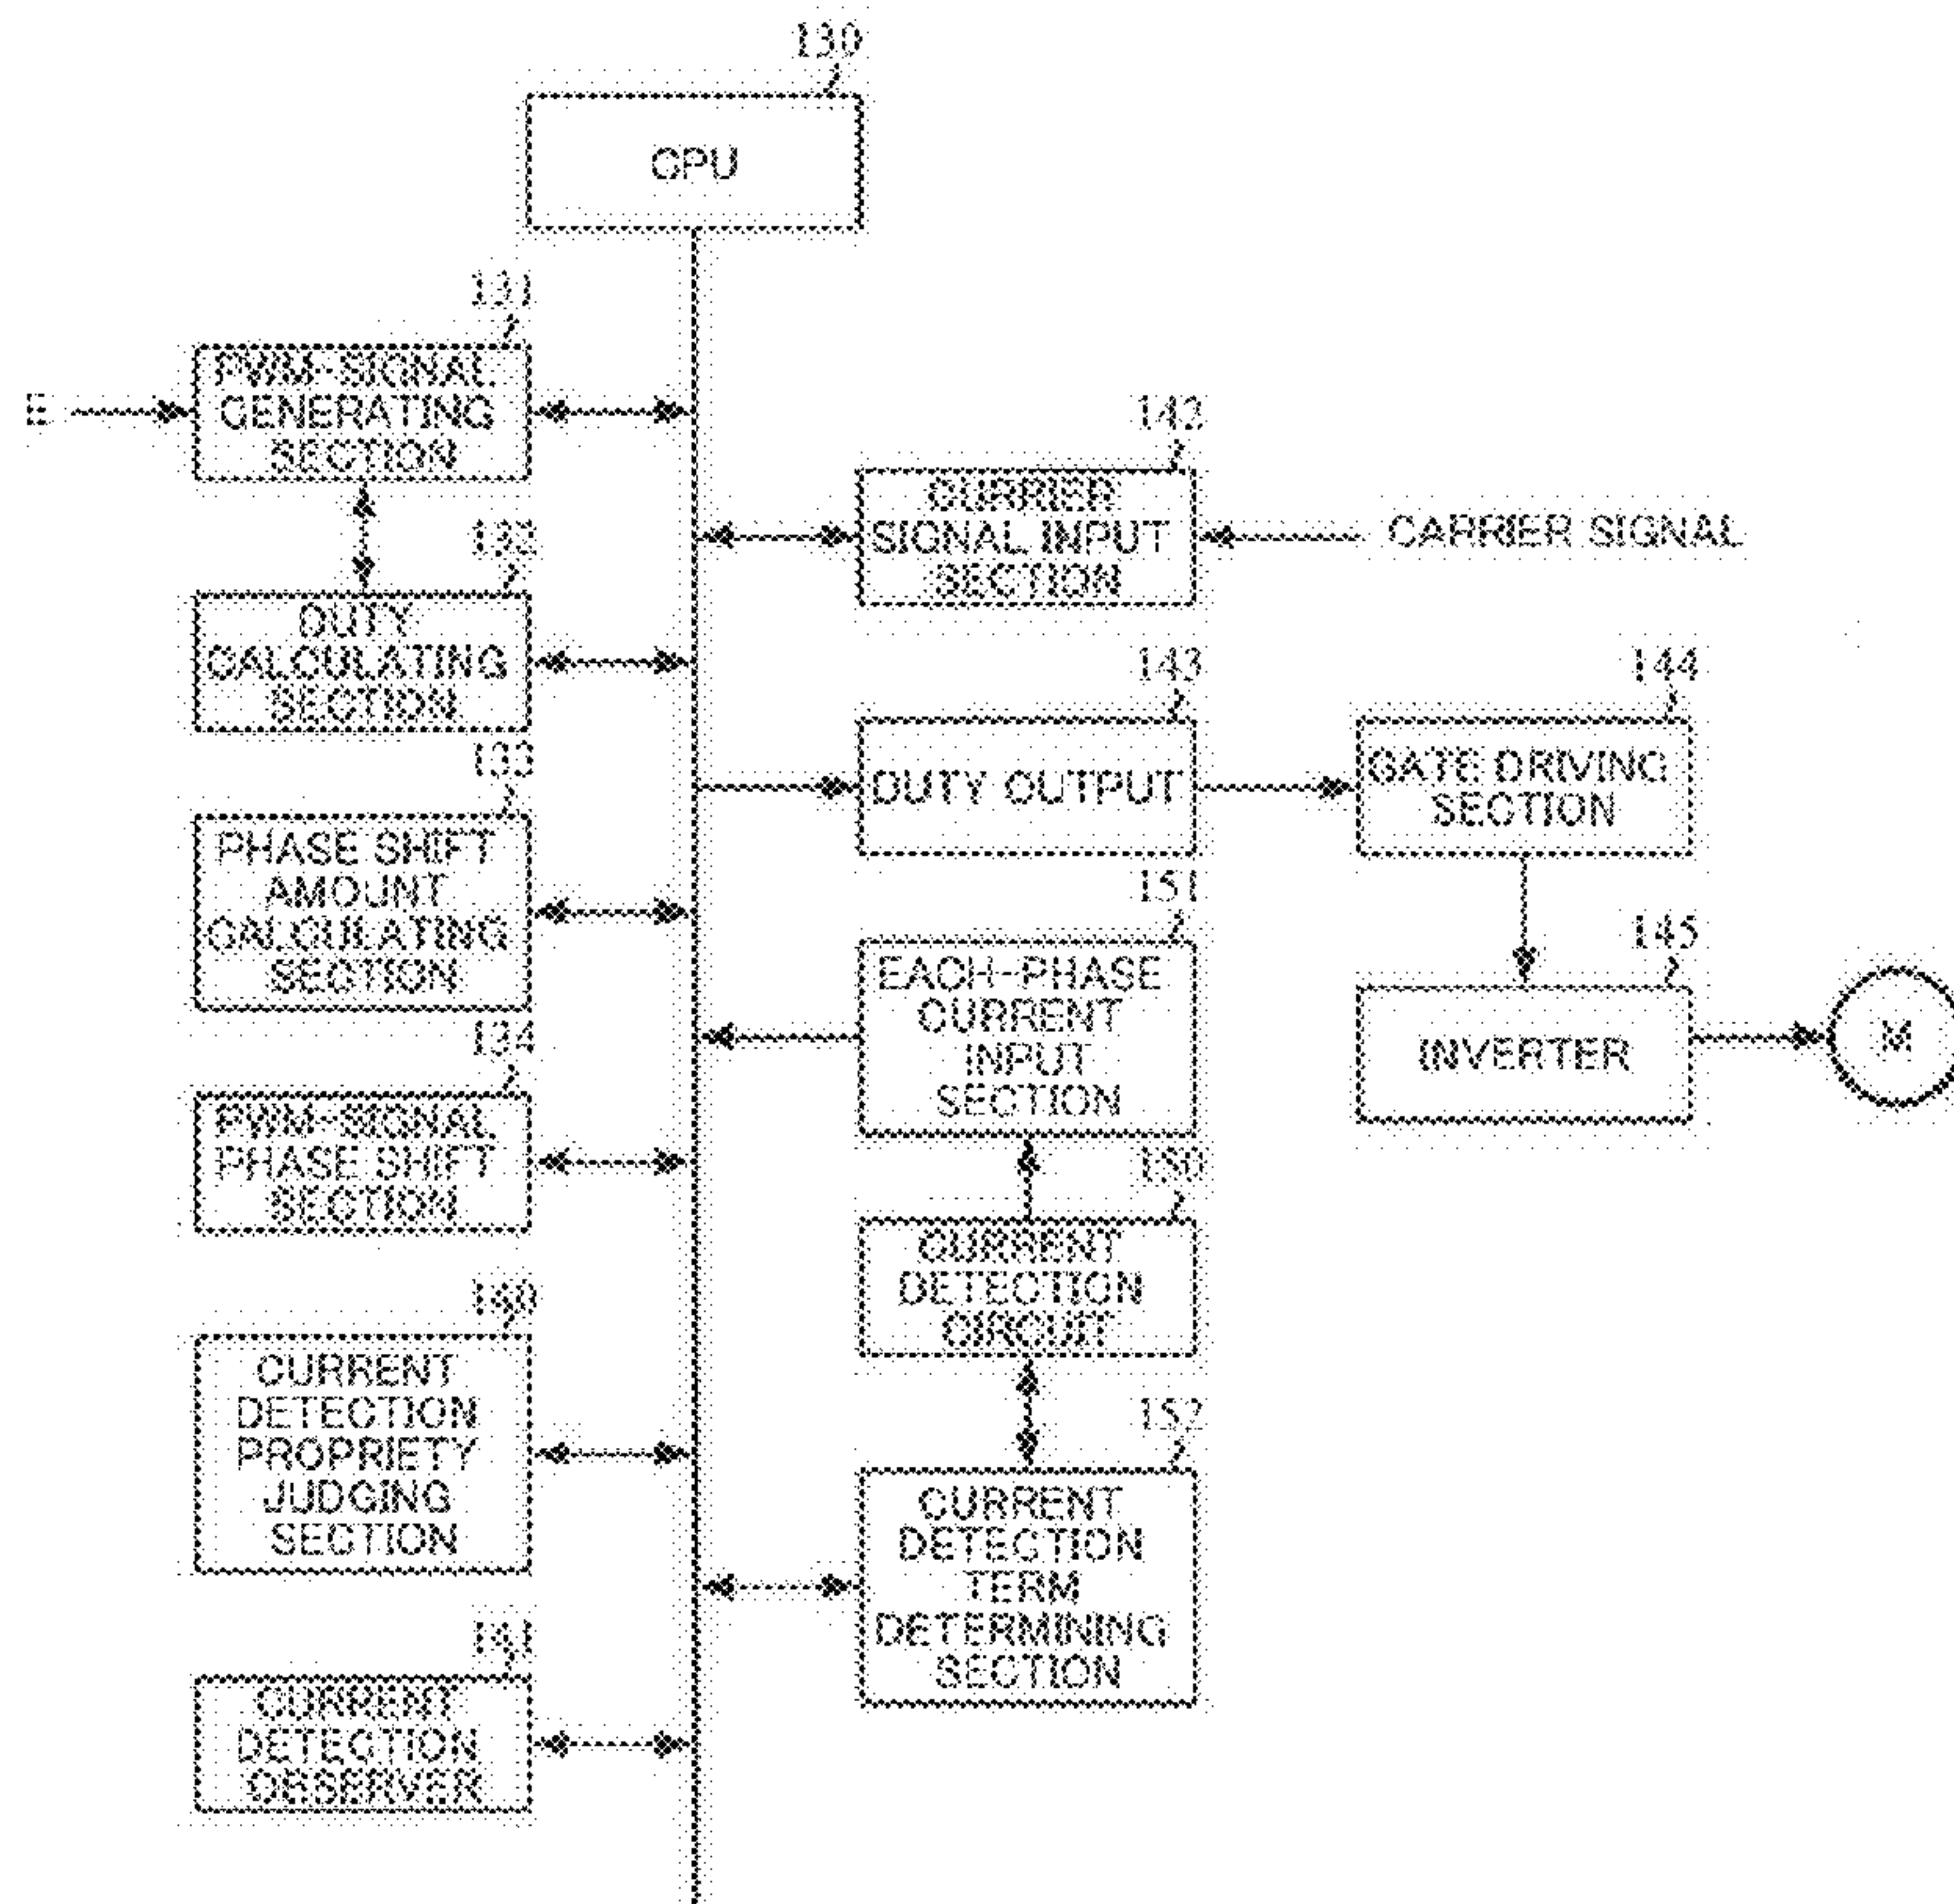 130
CPU
131
PWM-SIGNAL
GENERATING
SECTION
E
132
DUTY
CALCULATING
SECTION
133
PHASE SHIFT
AMOUNT
CALCULATING
SECTION
134
PWM-SIGNAL
PHASE SHIFT
SECTION
140
CURRENT
DETECTION
PROPRIETY
JUDGING
SECTION
141
CURRENT
DETECTION
OBSERVER
142
CURRIER
SIGNAL INPUT
SECTION
CARRIER SIGNAL
143
DUTY OUTPUT
144
GATE DRIVING
SECTION
151
EACH-PHASE
CURRENT
INPUT
SECTION
145
INVERTER
M
150
CURRENT
DETECTION
CIRCUIT
152
CURRENT
DETECTION
TERM
DETERMINING
SECTION